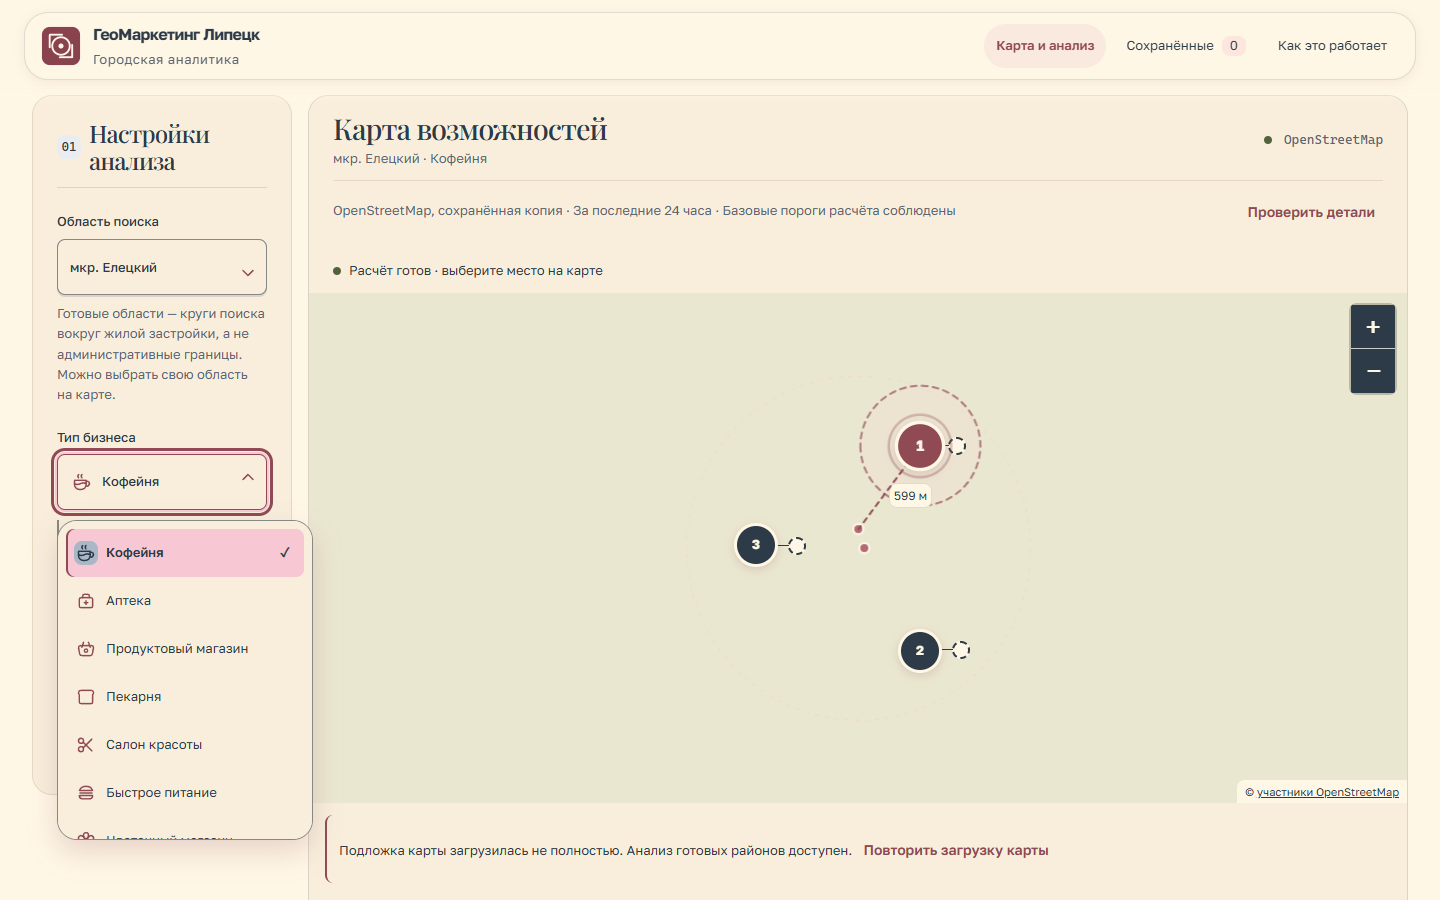 ГеоМаркетинг Липецк
Городская аналитика
Карта и анализ
Сохранённые 0
Как это работает
01 Настройки
анализа
Область поиска
мкр. Елецкий
Готовые области — круги поиска
вокруг жилой застройки, а не
административные границы.
Можно выбрать свою область
на карте.
Тип бизнеса
Кофейня
Кофейня ✓
Аптека
Продуктовый магазин
Пекарня
Салон красоты
Быстрое питание
Карта возможностей
мкр. Елецкий · Кофейня
OpenStreetMap
OpenStreetMap, сохранённая копия · За последние 24 часа · Базовые пороги расчёта соблюдены
Проверить детали
Расчёт готов · выберите место на карте
+
−
1
599 м
3
2
© участники OpenStreetMap
Подложка карты загрузилась не полностью. Анализ готовых районов доступен. Повторить загрузку карты